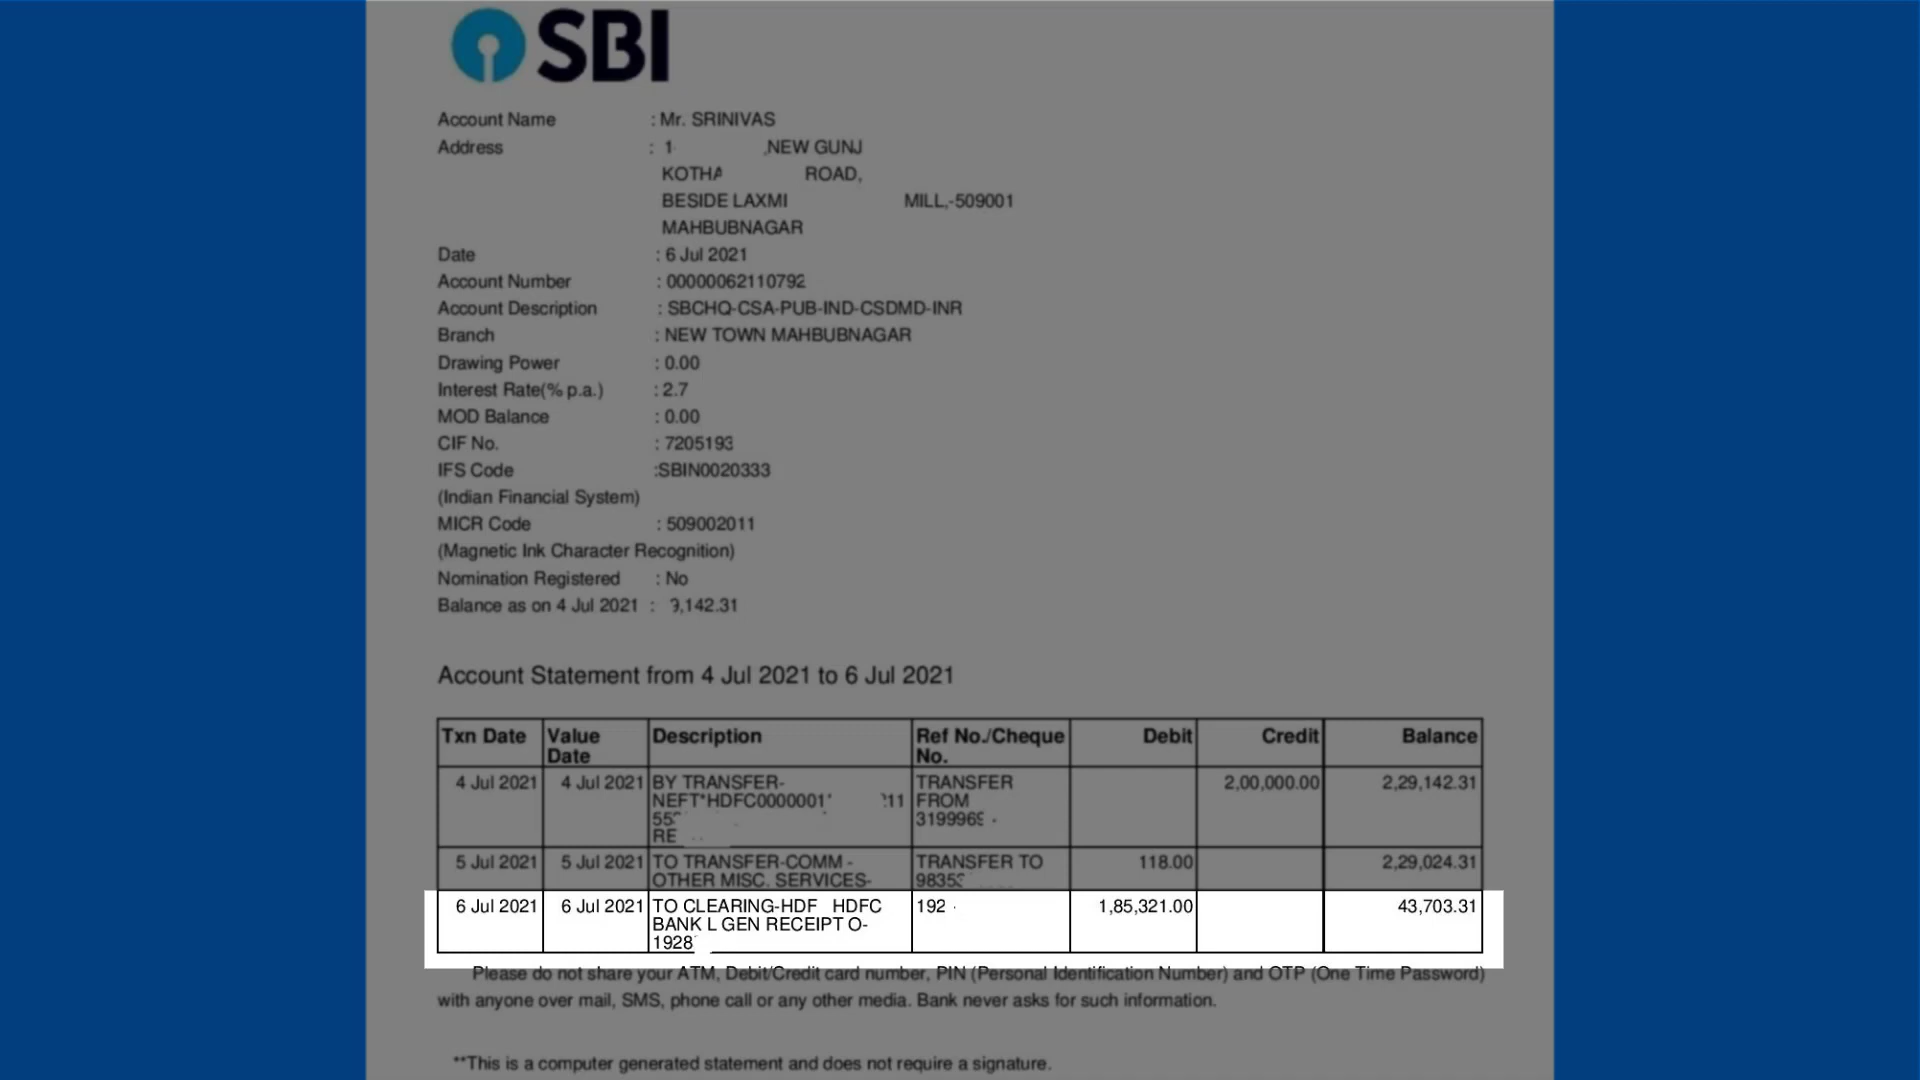 SBI
Account Name : Mr. SRINIVAS
Address : 1 ,NEW GUNJ
KOTHA ROAD,
BESIDE LAXMI MILL,-509001
MAHBUBNAGAR
Date : 6 Jul 2021
Account Number : 00000062110792
Account Description : SBCHQ-CSA-PUB-IND-CSDMD-INR
Branch : NEW TOWN MAHBUBNAGAR
Drawing Power : 0.00
Interest Rate(% p.a.) : 2.7
MOD Balance : 0.00
CIF No. : 7205193
IFS Code :SBIN0020333
(Indian Financial System)
MICR Code : 509002011
(Magnetic Ink Character Recognition)
Nomination Registered : No
Balance as on 4 Jul 2021 : 9,142.31
Account Statement from 4 Jul 2021 to 6 Jul 2021
Txn Date Value Description Ref No./Cheque Debit Credit Balance
Date No.
4 Jul 2021 4 Jul 2021 BY TRANSFER- TRANSFER 2,00,000.00 2,29,142.31
NEFT*HDFC0000001* 11 FROM
55 319996
RE
5 Jul 2021 5 Jul 2021 TO TRANSFER-COMM - TRANSFER TO 118.00 2,29,024.31
OTHER MISC. SERVICES- 9835
6 Jul 2021 6 Jul 2021 TO CLEARING-HDF HDFC 192 1,85,321.00 43,703.31
BANK L GEN RECEIPT O-
1928
Please do not share your ATM, Debit/Credit card number, PIN (Personal Identification Number) and OTP (One Time Password)
with anyone over mail, SMS, phone call or any other media. Bank never asks for such information.
**This is a computer generated statement and does not require a signature.